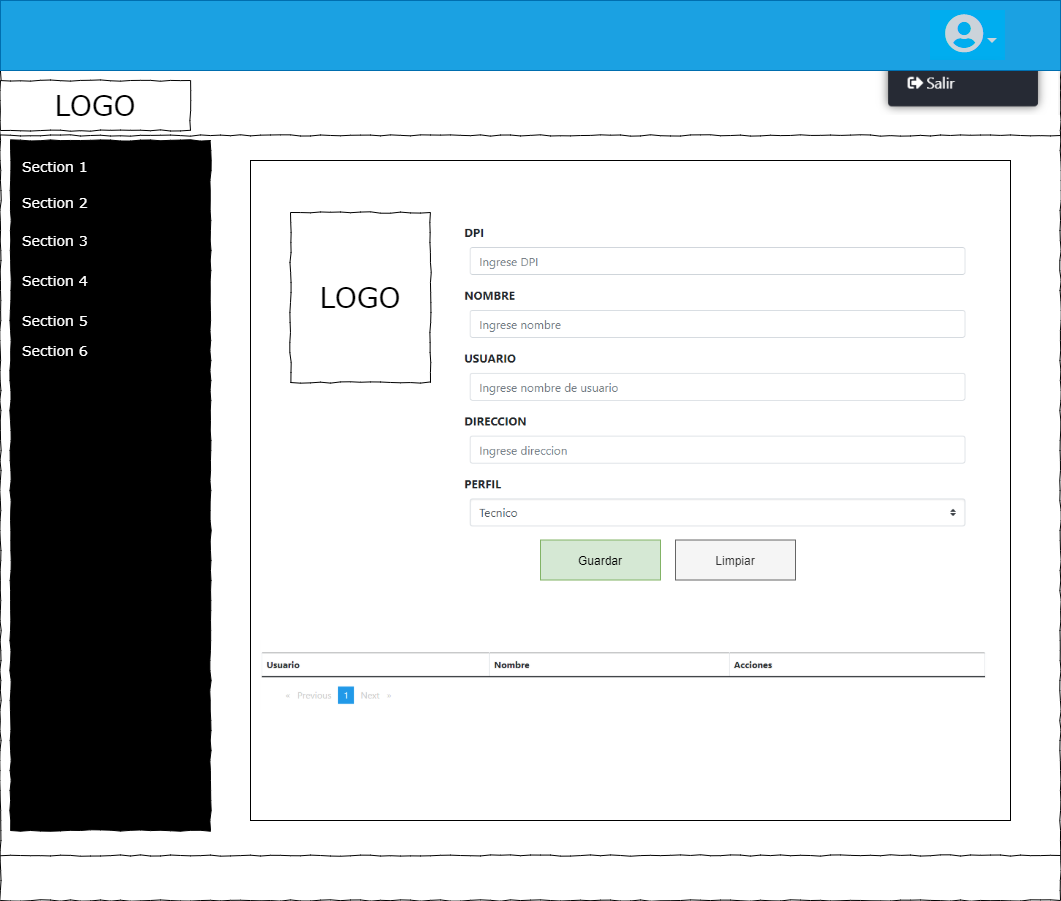 Salir
LOGO
Section 1
Section 2
Section 3
Section 4
Section 5
Section 6
LOGO
DPI
Ingrese DPI
NOMBRE
Ingrese nombre
USUARIO
Ingrese nombre de usuario
DIRECCION
Ingrese direccion
PERFIL
Tecnico
Guardar Limpiar
Usuario Nombre Acciones
« Previous 1 Next »